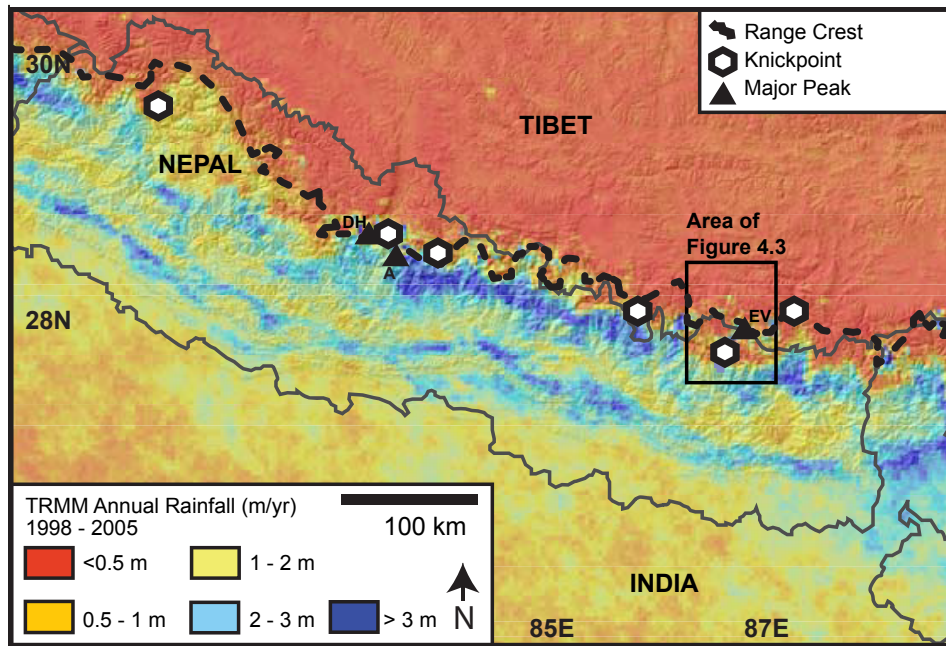 Range Crest
Knickpoint
Major Peak
30N
TIBET
NEPAL
DH
A
Area of
Figure 4.3
EV
28N
TRMM Annual Rainfall (m/yr)
1998 - 2005
100 km
<0.5 m
1 - 2 m
0.5 - 1 m
2 - 3 m
> 3 m
N
INDIA
85E
87E